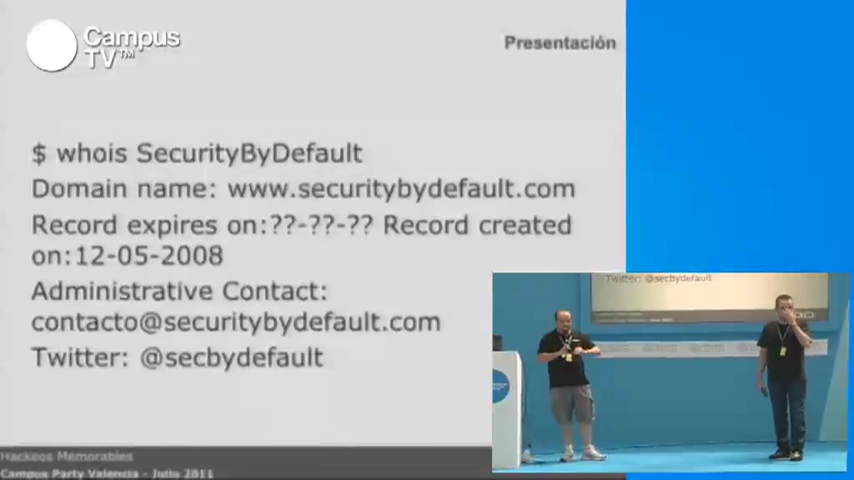 Campus
TV™
Presentación
$ whois SecurityByDefault
Domain name: www.securitybydefault.com
Record expires on:??-??-?? Record created
on:12-05-2008
Administrative Contact:
contacto@securitybydefault.com
Twitter: @secbydefault
Twitter: @secbydefault
Hackeos Memorables
Campus Party Valencia - Julio 2011